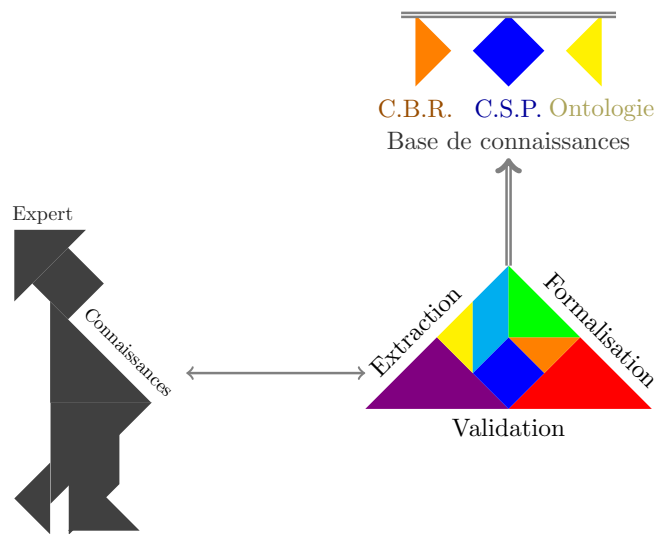 C.B.R. C.S.P. Ontologie
Base de connaissances
Expert
Connaissances
Extraction
Formalisation
Validation